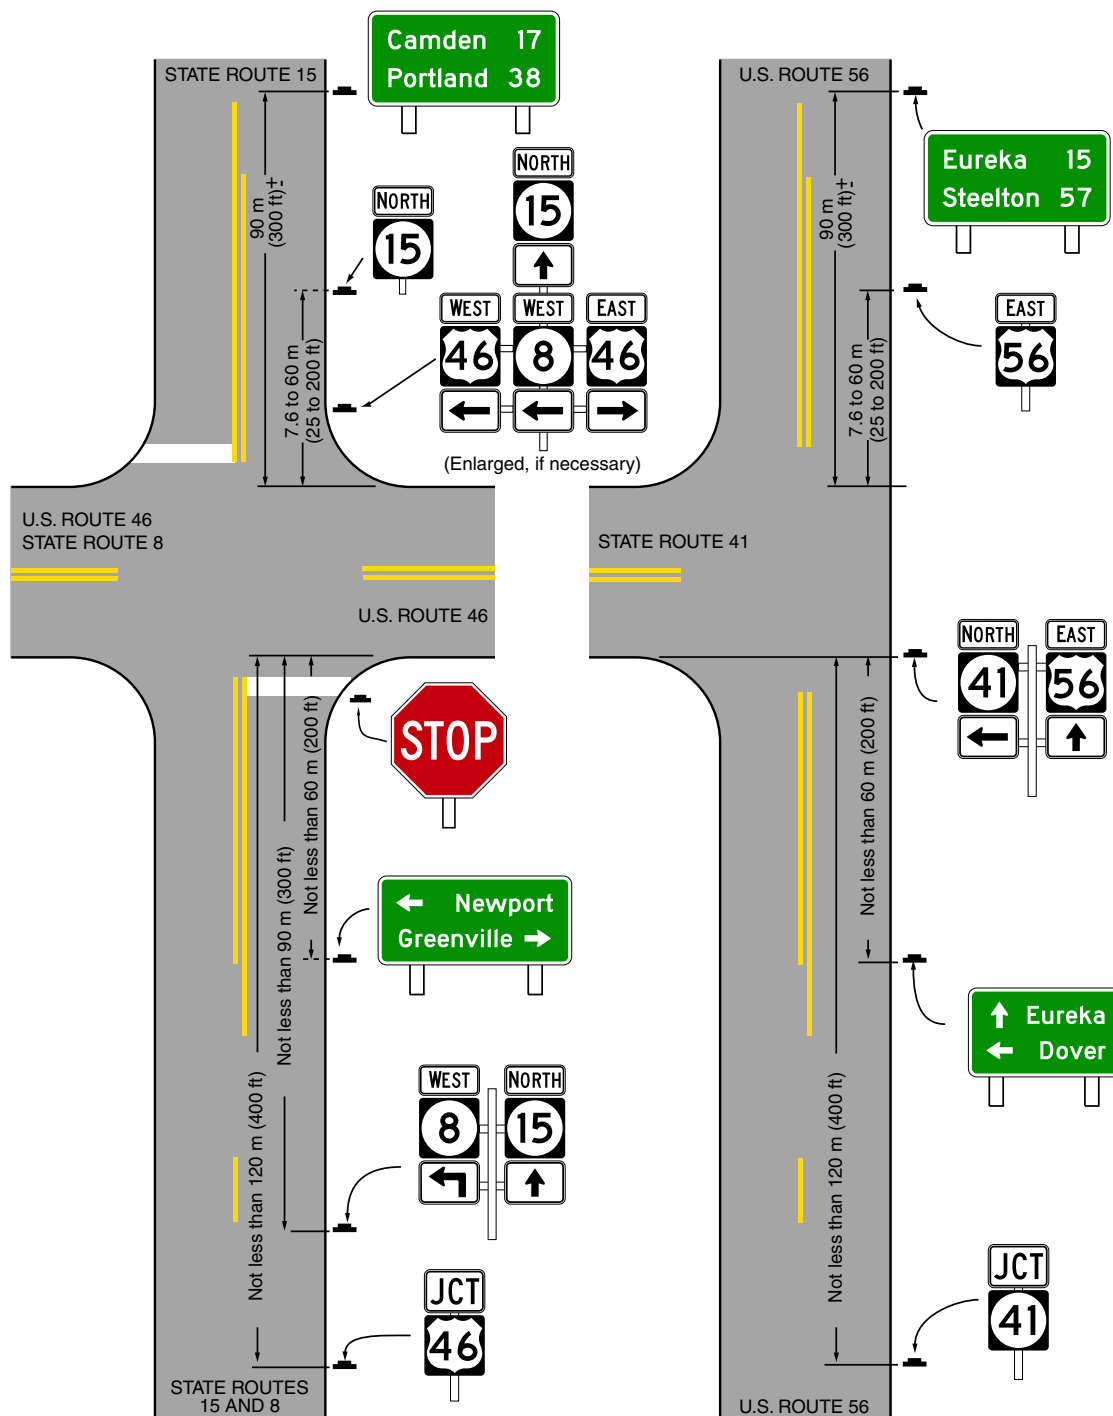 STATE ROUTE 15
Camden 17
Portland 38
90 m
(300 ft)±
NORTH
15
NORTH
15
WEST
46
WEST
8
EAST
46
(Enlarged, if necessary)
7.6 to 60 m
(25 to 200 ft)
U.S. ROUTE 46
STATE ROUTE 8
U.S. ROUTE 46
STOP
Not less than 60 m (200 ft)
Not less than 90 m (300 ft)
Not less than 120 m (400 ft)
← Newport
Greenville →
WEST
8
NORTH
15
JCT
46
STATE ROUTES
15 AND 8
U.S. ROUTE 56
90 m
(300 ft)±
Eureka 15
Steelton 57
EAST
56
7.6 to 60 m
(25 to 200 ft)
STATE ROUTE 41
NORTH
41
EAST
56
Not less than 60 m (200 ft)
Not less than 120 m (400 ft)
↑ Eureka
← Dover
JCT
41
U.S. ROUTE 56